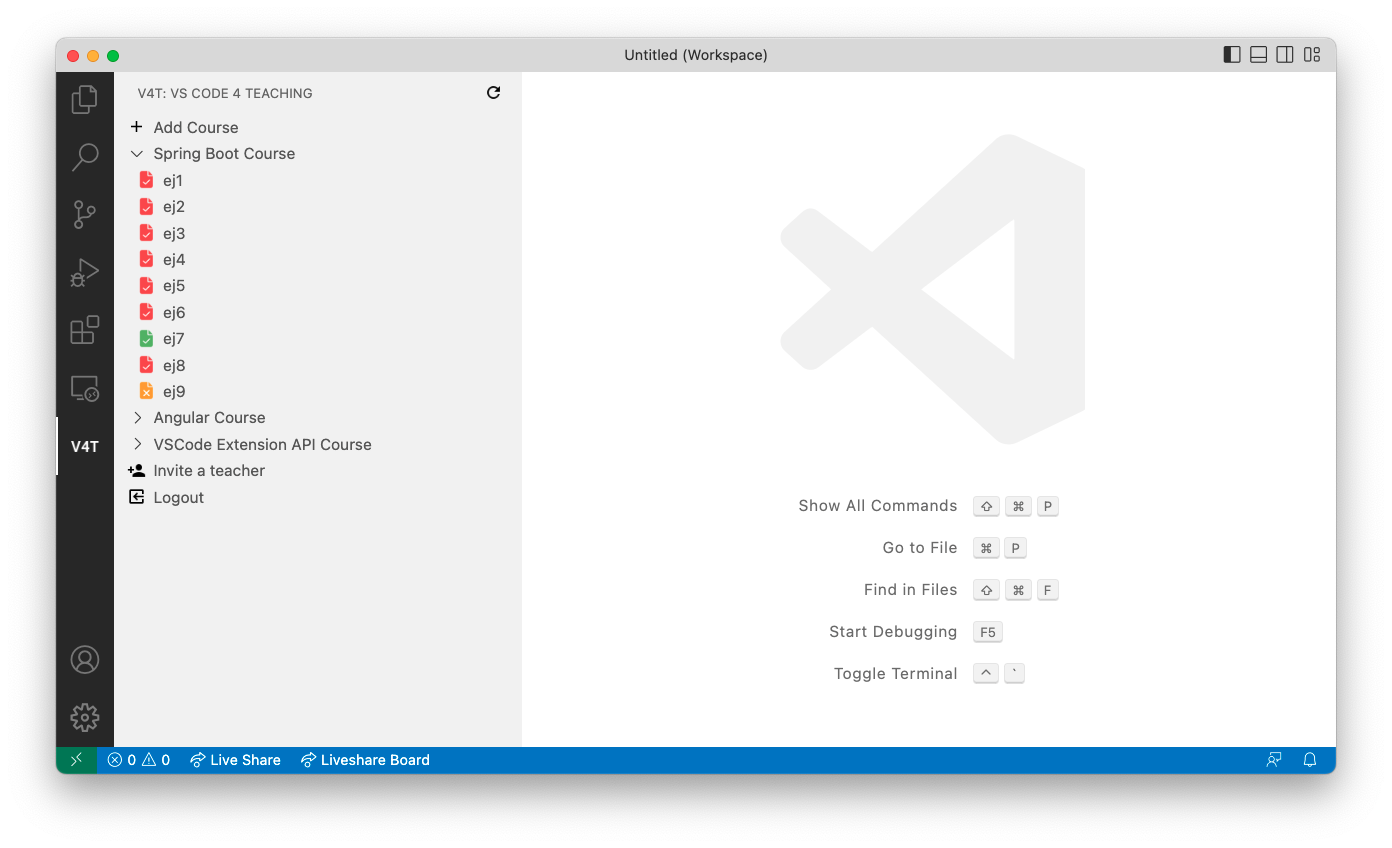 Untitled (Workspace)
V4T: VS CODE 4 TEACHING
Add Course
Spring Boot Course
ej1
ej2
ej3
ej4
ej5
ej6
ej7
ej8
ej9
Angular Course
VSCode Extension API Course
Invite a teacher
Logout
V4T
Show All Commands ⇧ ⌘ P
Go to File ⌘ P
Find in Files ⇧ ⌘ F
Start Debugging F5
Toggle Terminal ^ `
0 0 Live Share Liveshare Board